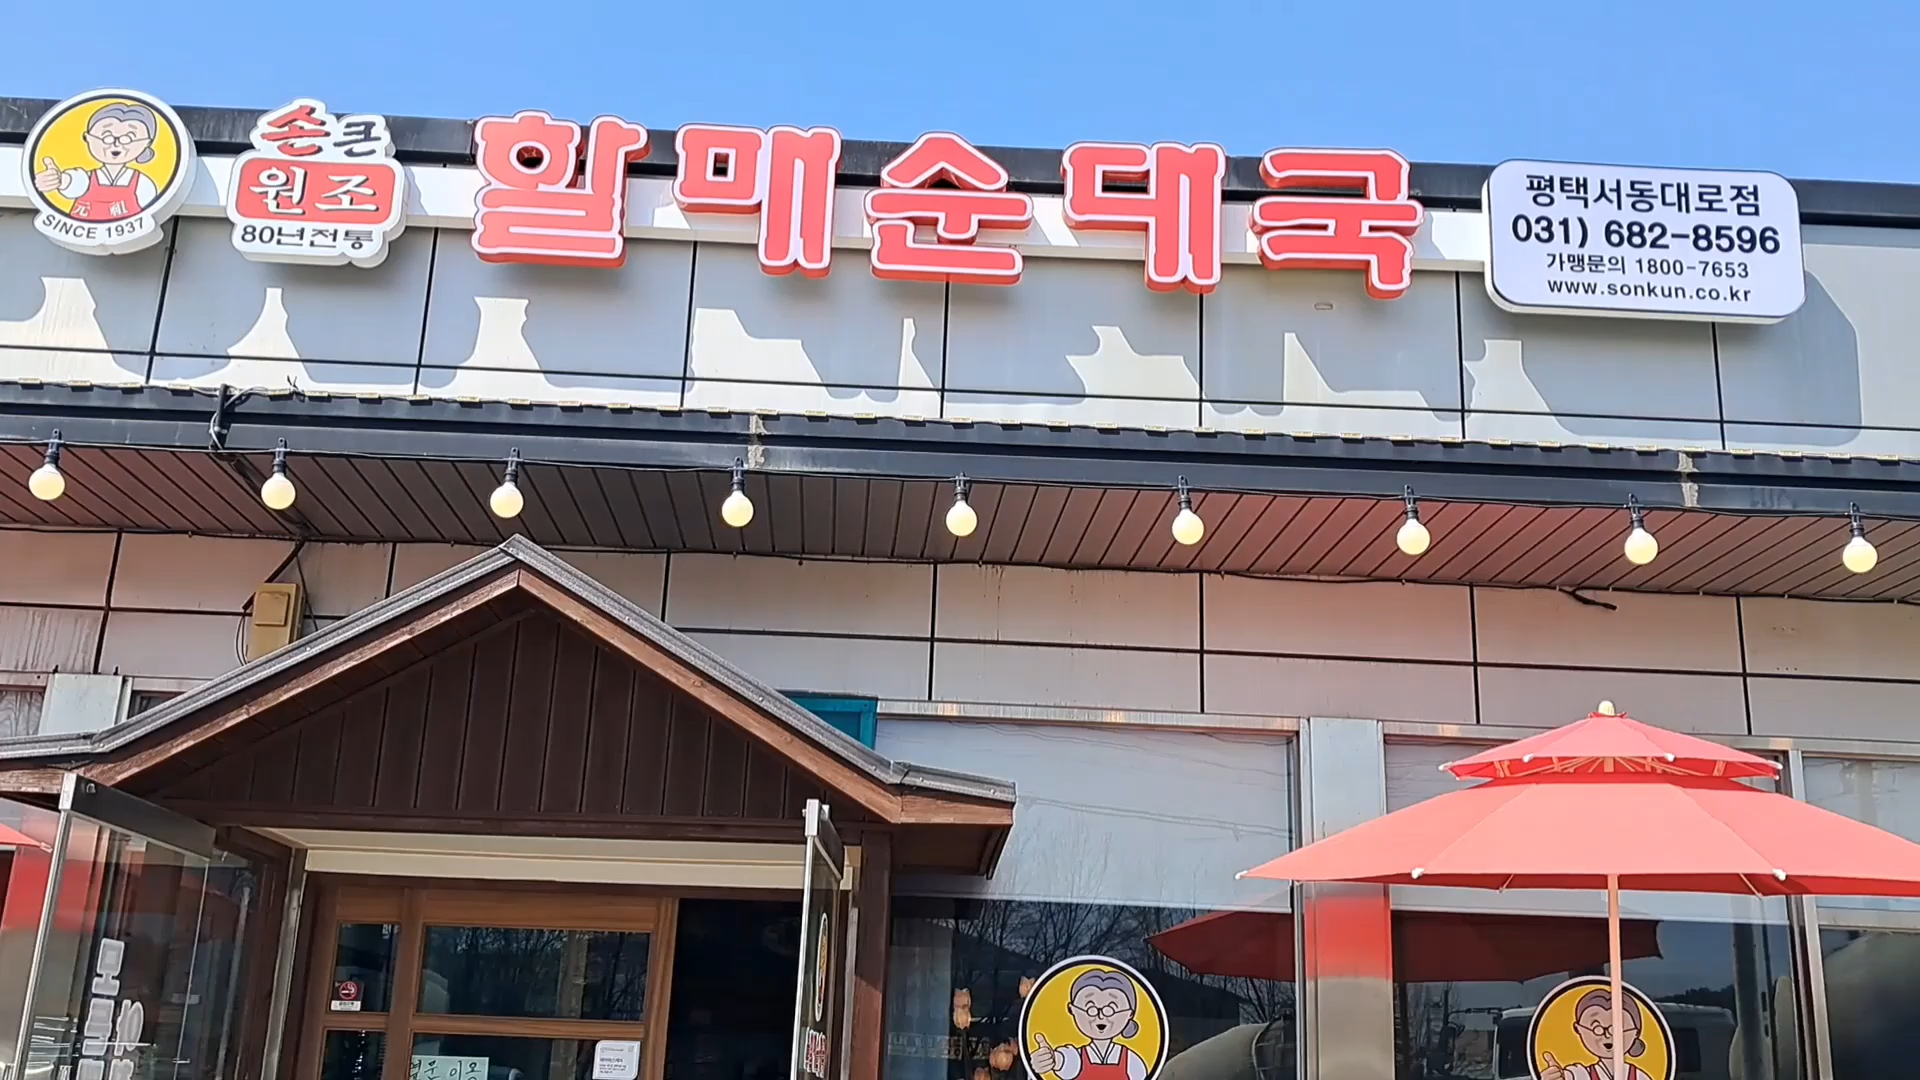 元祖
SINCE 1937
손큰
원조
80년전통
할매순대국
평택서동대로점
031) 682-8596
가맹문의 1800-7653
www.sonkun.co.kr